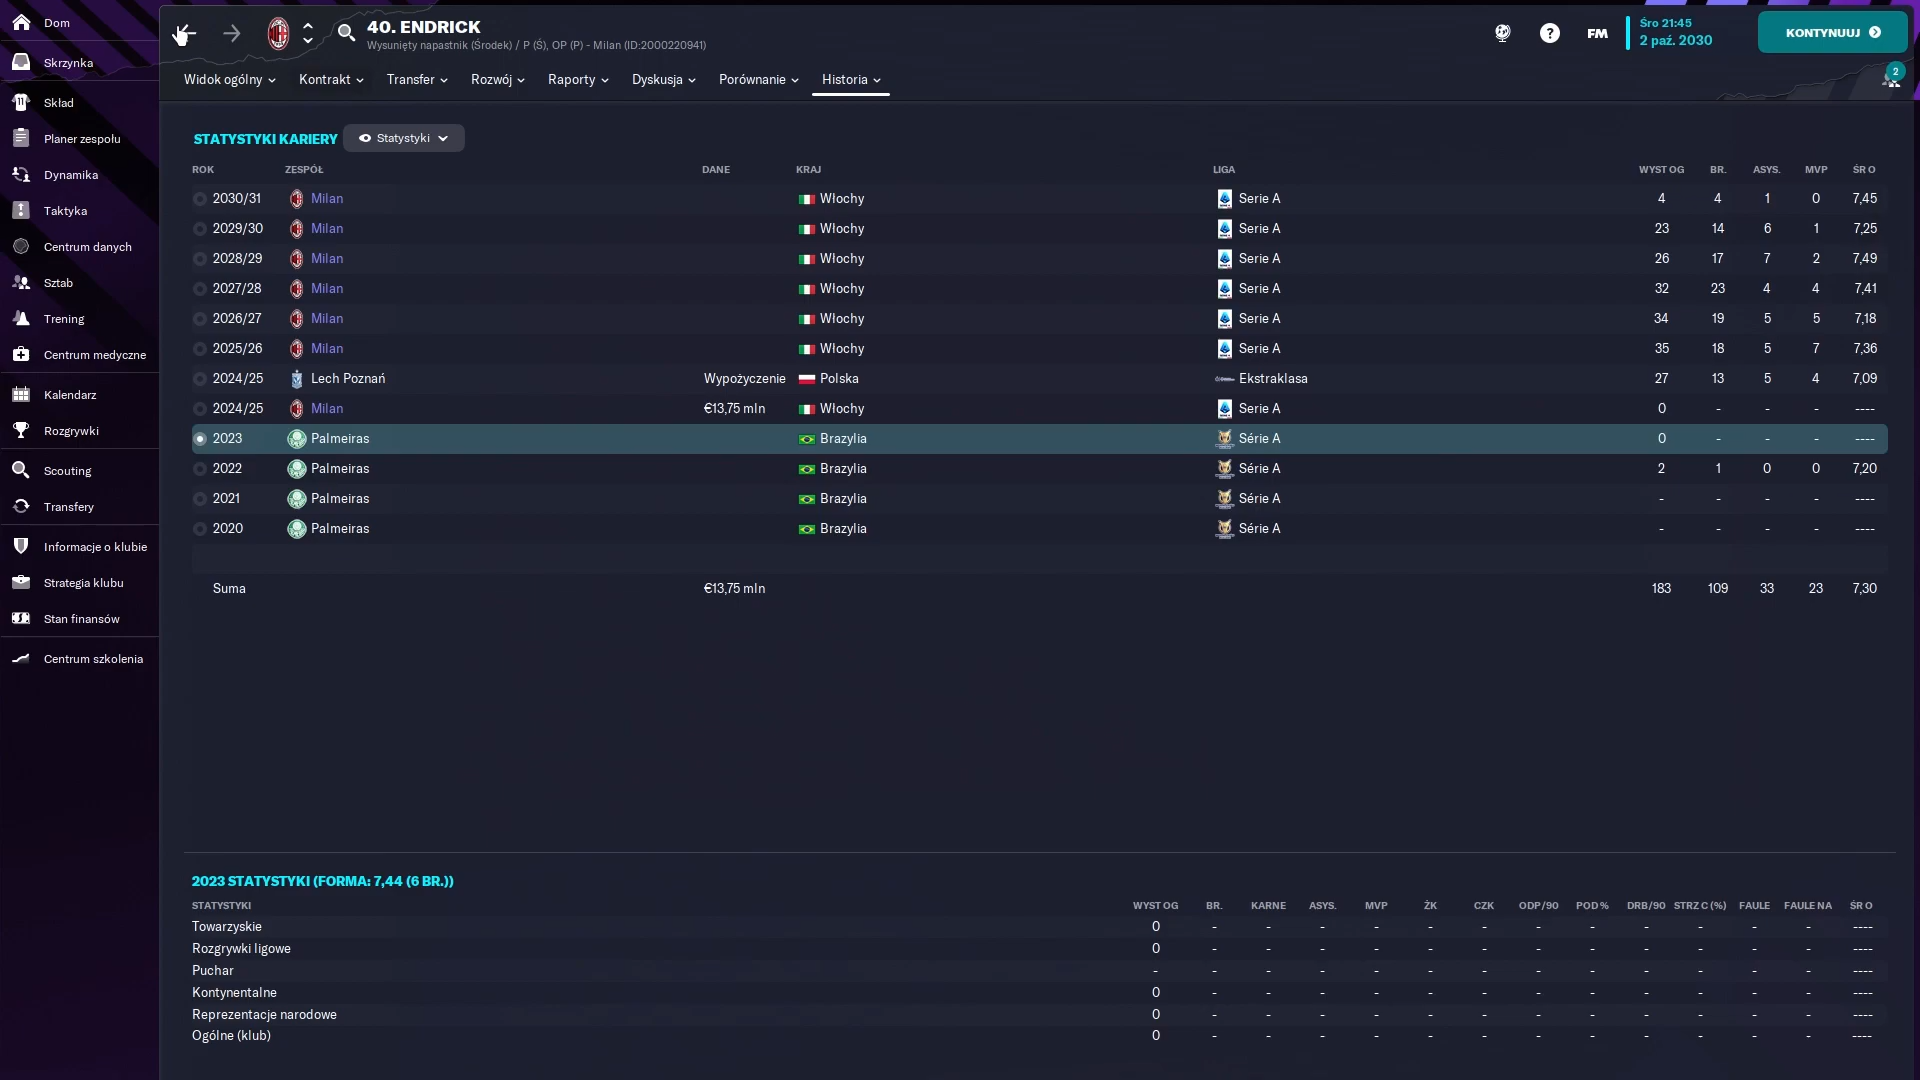 Dom
Skrzynka
Skład
Planer zespołu
Dynamika
Taktyka
Centrum danych
Sztab
Trening
Centrum medyczne
Kalendarz
Rozgrywki
Scouting
Transfery
Informacje o klubie
Strategia klubu
Stan finansów
Centrum szkolenia
40. ENDRICK
Wysunięty napastnik (Środek) / P (Ś), OP (P) - Milan (ID:2000220941)
FM
Śro 21:45
2 paź. 2030
KONTYNUUJ
2
Widok ogólny Kontrakt Transfer Rozwój Raporty Dyskusja Porównanie Historia
STATYSTYKI KARIERY Statystyki
ROK ZESPÓŁ DANE KRAJ LIGA WYST OG BR. ASYS. MVP ŚR O
2030/31 Milan Włochy Serie A 4 4 1 0 7,45
2029/30 Milan Włochy Serie A 23 14 6 1 7,25
2028/29 Milan Włochy Serie A 26 17 7 2 7,49
2027/28 Milan Włochy Serie A 32 23 4 4 7,41
2026/27 Milan Włochy Serie A 34 19 5 5 7,18
2025/26 Milan Włochy Serie A 35 18 5 7 7,36
2024/25 Lech Poznań Wypożyczenie Polska Ekstraklasa 27 13 5 4 7,09
2024/25 Milan €13,75 mln Włochy Serie A 0 - - - ----
2023 Palmeiras Brazylia Série A 0 - - - ----
2022 Palmeiras Brazylia Série A 2 1 0 0 7,20
2021 Palmeiras Brazylia Série A - - - - ----
2020 Palmeiras Brazylia Série A - - - - ----
Suma €13,75 mln 183 109 33 23 7,30
2023 STATYSTYKI (FORMA: 7,44 (6 BR.))
STATYSTYKI WYST OG BR. KARNE ASYS. MVP ŻK CZK ODP/90 POD % DRB/90 STRZ C (%) FAULE FAULE NA ŚR O
Towarzyskie 0 - - - - - - - - - - - - ----
Rozgrywki ligowe 0 - - - - - - - - - - - - ----
Puchar - - - - - - - - - - - - - ----
Kontynentalne 0 - - - - - - - - - - - - ----
Reprezentacje narodowe 0 - - - - - - - - - - - - ----
Ogólne (klub) 0 - - - - - - - - - - - - ----